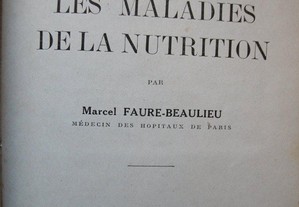 LES MALADIES
DE LA NUTRITION
PAR
Marcel FAURE-BEAULIEU
MÉDECIN DES HOPITAUX DE PARIS